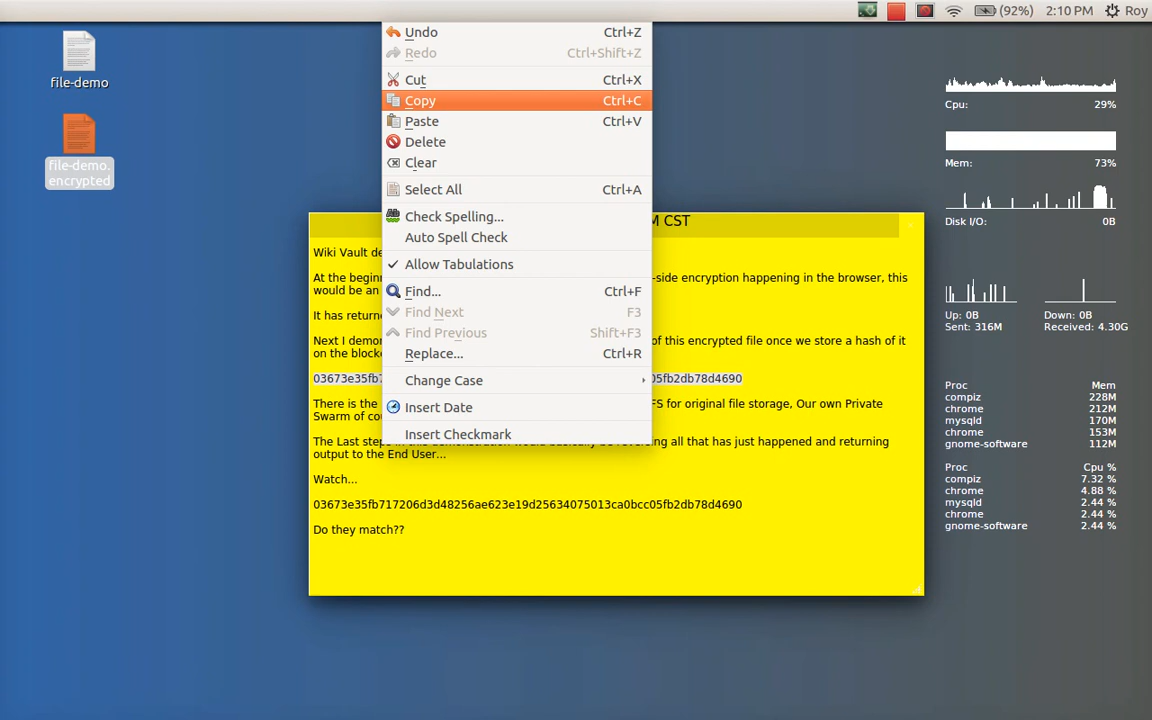 (92%) 2:10 PM Roy
file-demo
file-demo.
encrypted
Undo Ctrl+Z
Redo Ctrl+Shift+Z
Cut Ctrl+X
Copy Ctrl+C
Paste Ctrl+V
Delete
Clear
Select All Ctrl+A
Check Spelling...
Auto Spell Check
Allow Tabulations
Find... Ctrl+F
Find Next F3
Find Previous Shift+F3
Replace... Ctrl+R
Change Case
Insert Date
Insert Checkmark
M CST
Wiki Vault de
At the begin -side encryption happening in the browser, this
would be an
It has return
Next I demon of this encrypted file once we store a hash of it
on the block
03673e35fb7 05fb2db78d4690
There is the FS for original file storage, Our own Private
Swarm of co
The Last step all that has just happened and returning
output to the End User...
Watch...
03673e35fb717206d3d48256ae623e19d25634075013ca0bcc05fb2db78d4690
Do they match??
Cpu: 29%
Mem: 73%
Disk I/O: 0B
Up: 0B Down: 0B
Sent: 316M Received: 4.30G
Proc Mem
compiz 228M
chrome 212M
mysqld 170M
chrome 153M
gnome-software 112M
Proc Cpu %
compiz 7.32 %
chrome 4.88 %
mysqld 2.44 %
chrome 2.44 %
gnome-software 2.44 %